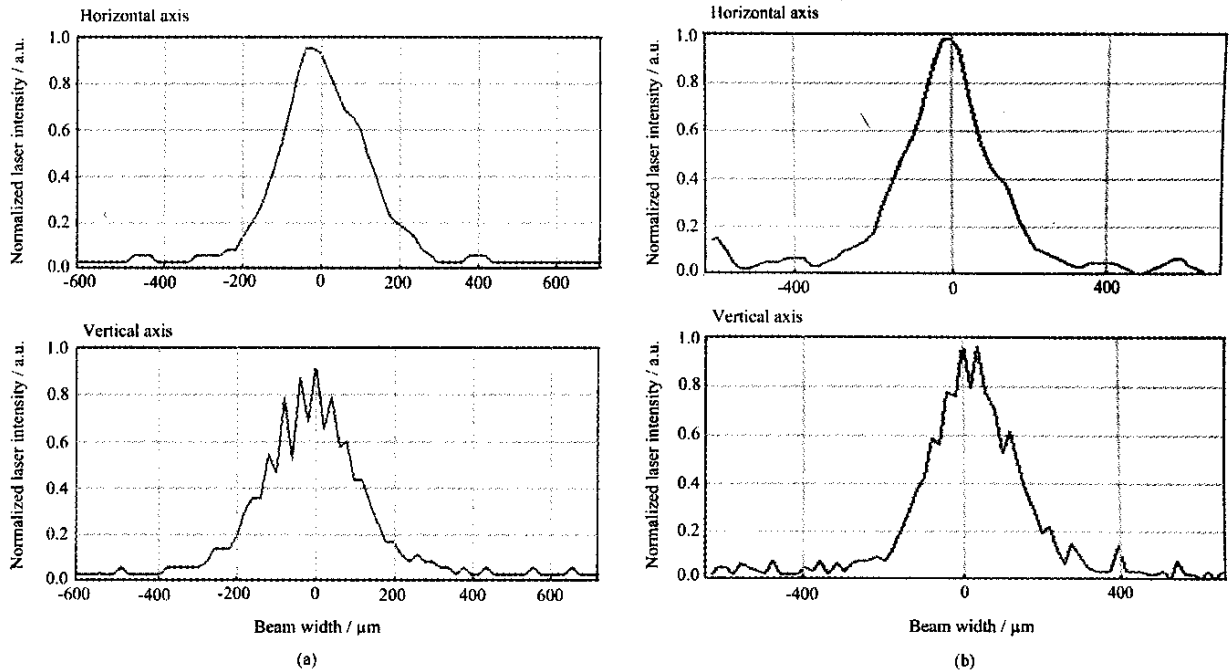 Horizontal axis
Normalized laser intensity / a.u.
1.0
0.8
0.6
0.4
0.2
0.0
-600 -400 -200 0 200 400 600
Vertical axis
Normalized laser intensity / a.u.
1.0
0.8
0.6
0.4
0.2
0.0
-600 -400 -200 0 200 400 600
Beam width / µm
(a)
Horizontal axis
Normalized laser intensity / a.u.
1.0
0.8
0.6
0.4
0.2
0.0
-400 0 400
Vertical axis
Normalized laser intensity / a.u.
1.0
0.8
0.6
0.4
0.2
0.0
-400 0 400
Beam width / µm
(b)